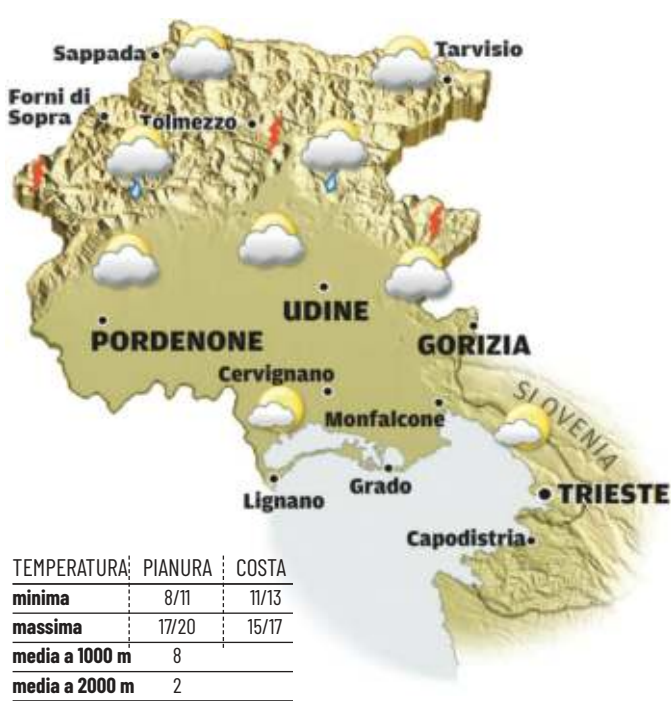 Sappada
Tarvisio
Forni di
Sopra
Tolmezzo
UDINE
PORDENONE
GORIZIA
Cervignano
Monfalcone
SLOVENIA
Lignano
Grado
TRIESTE
Capodistria
TEMPERATURA PIANURA COSTA
minima 8/11 11/13
massima 17/20 15/17
media a 1000 m 8
media a 2000 m 2